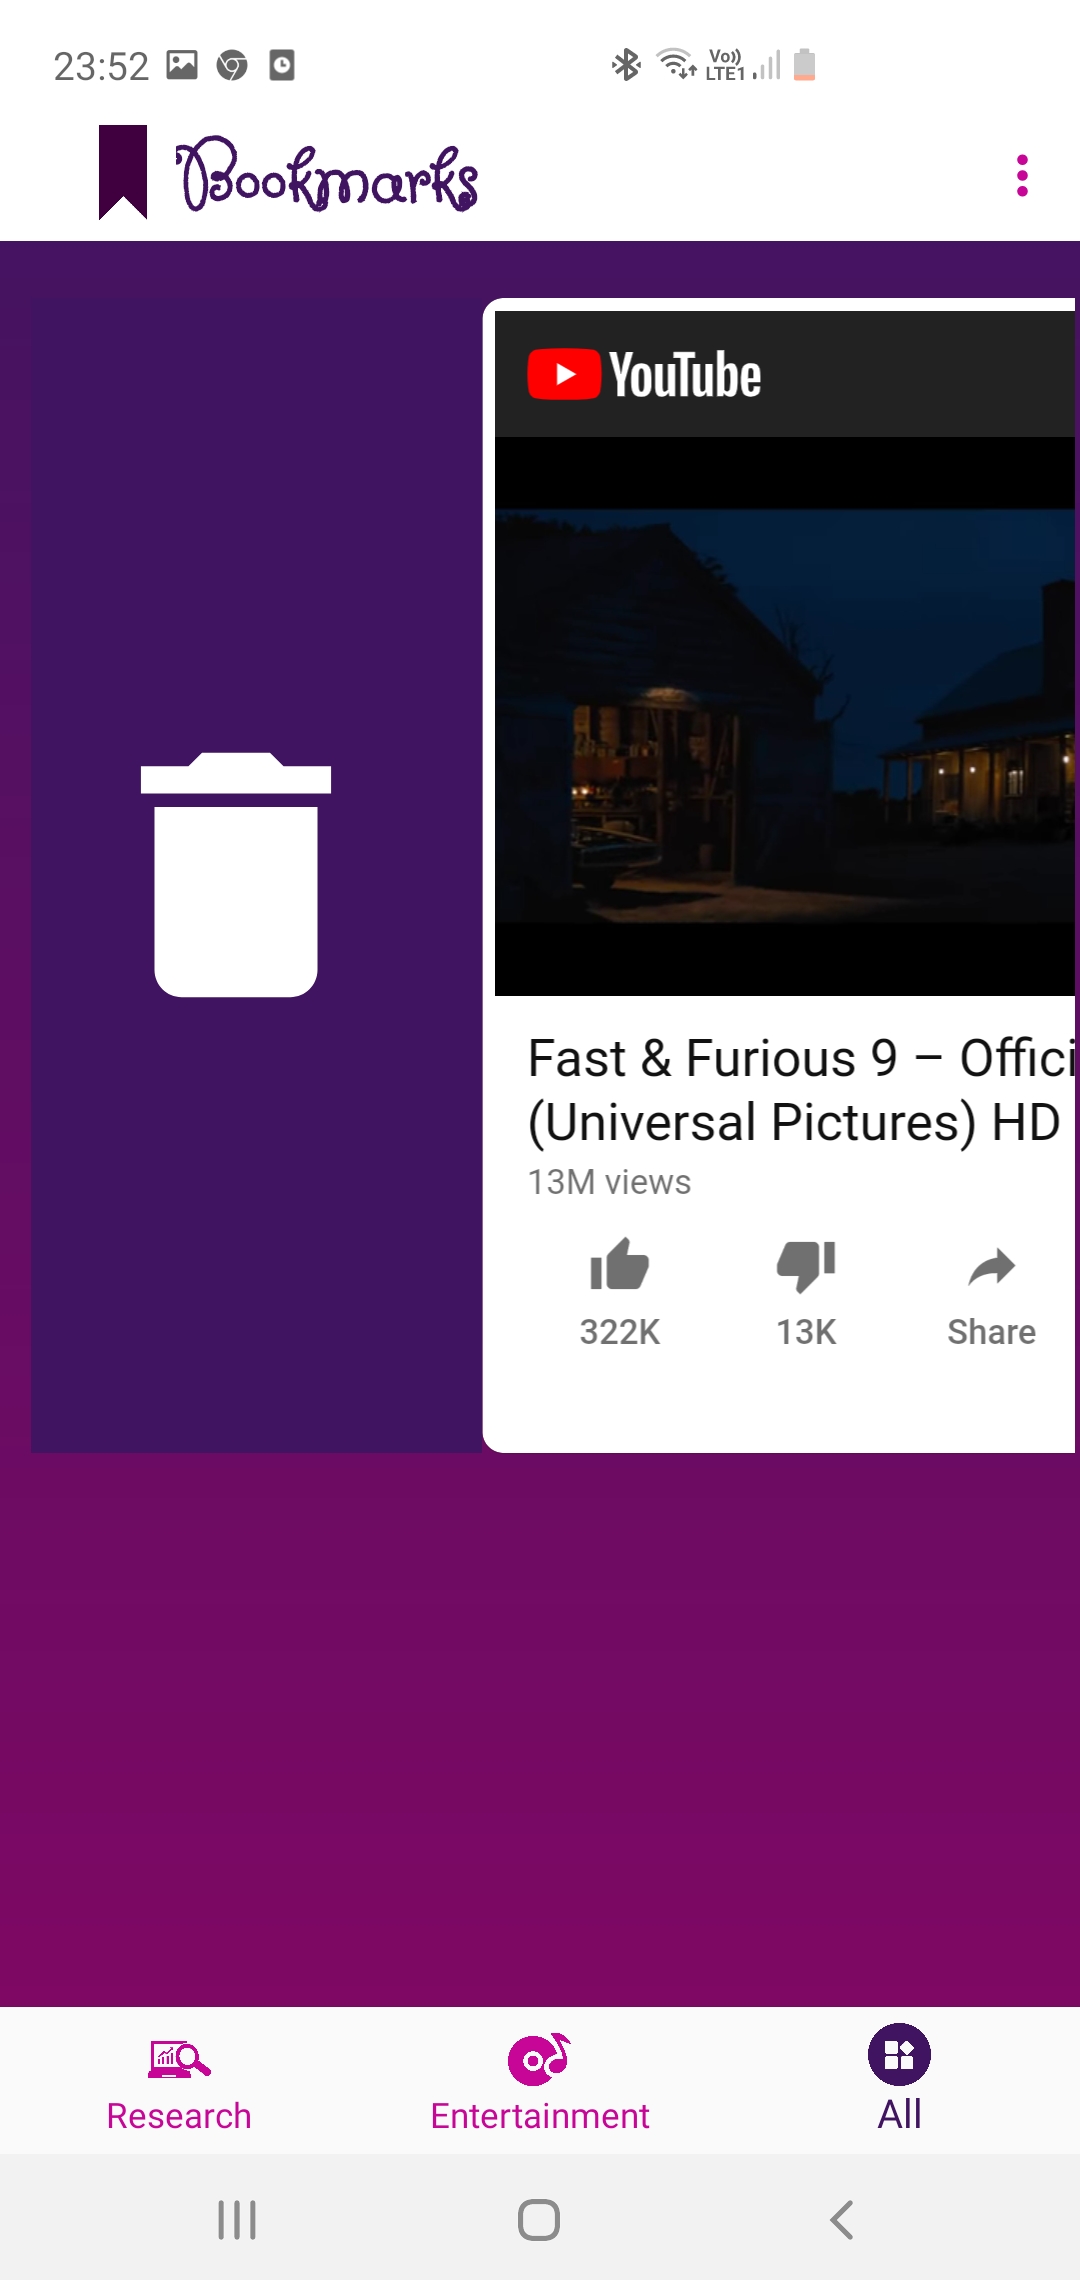 23:52
Vo))
LTE1
Bookmarks
YouTube
Fast & Furious 9 – Offici
(Universal Pictures) HD
13M views
322K
13K
Share
Research
Entertainment
All